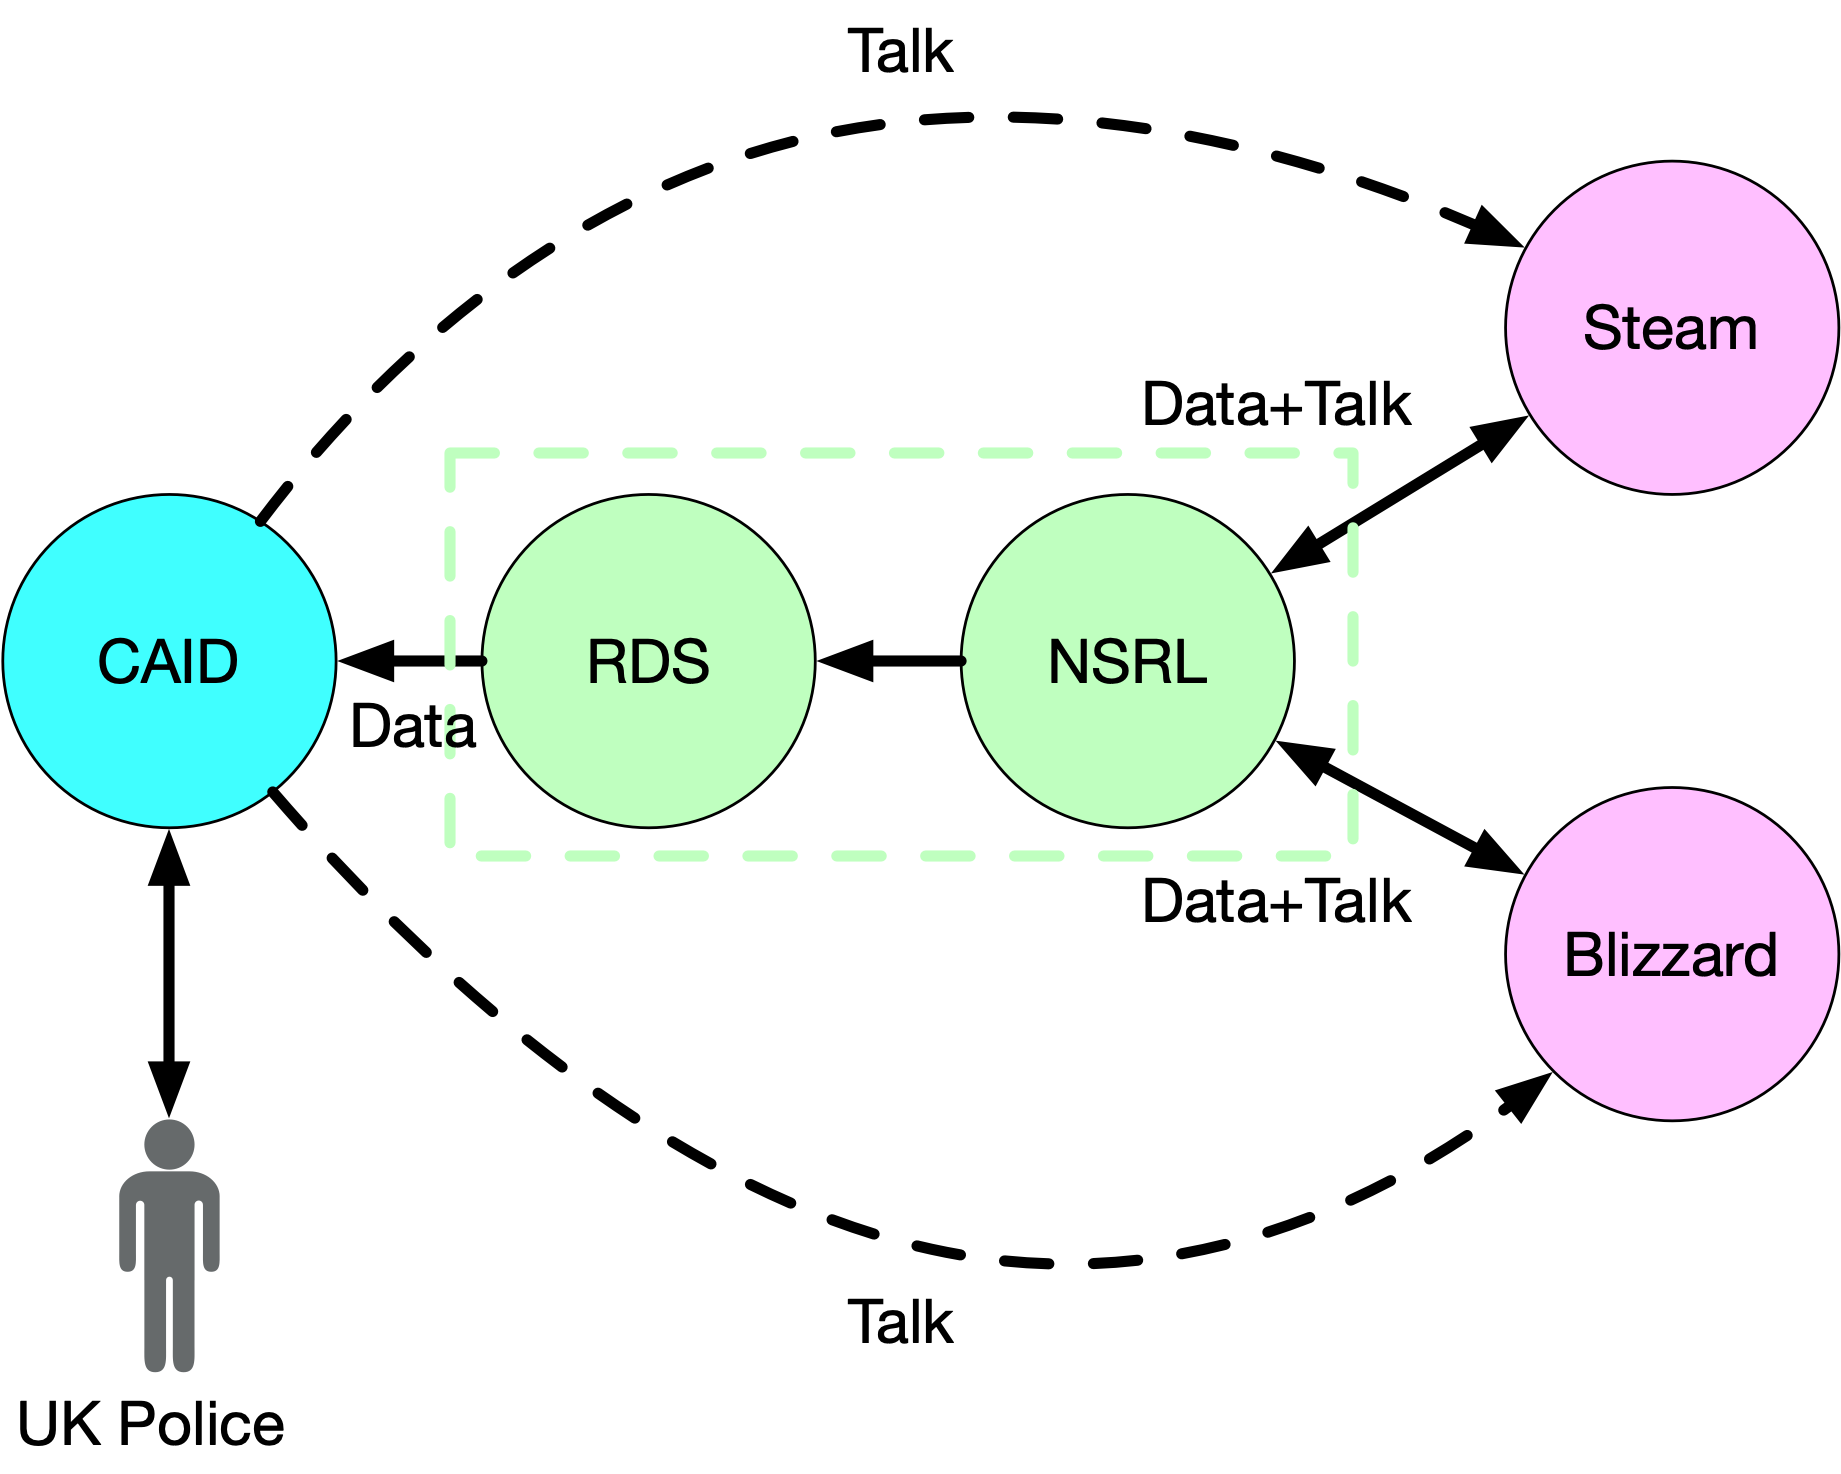 Talk
Steam
Data+Talk
CAID
RDS
NSRL
Data
Data+Talk
Blizzard
Talk
UK Police